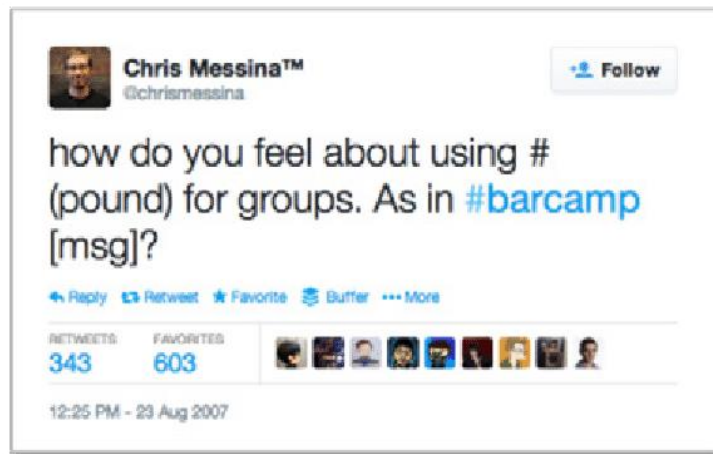 Chris Messina™
@chrismessina
Follow
how do you feel about using #
(pound) for groups. As in #barcamp
[msg]?
Reply Retweet Favorite Buffer More
RETWEETS FAVORITES
343 603
12:25 PM - 23 Aug 2007